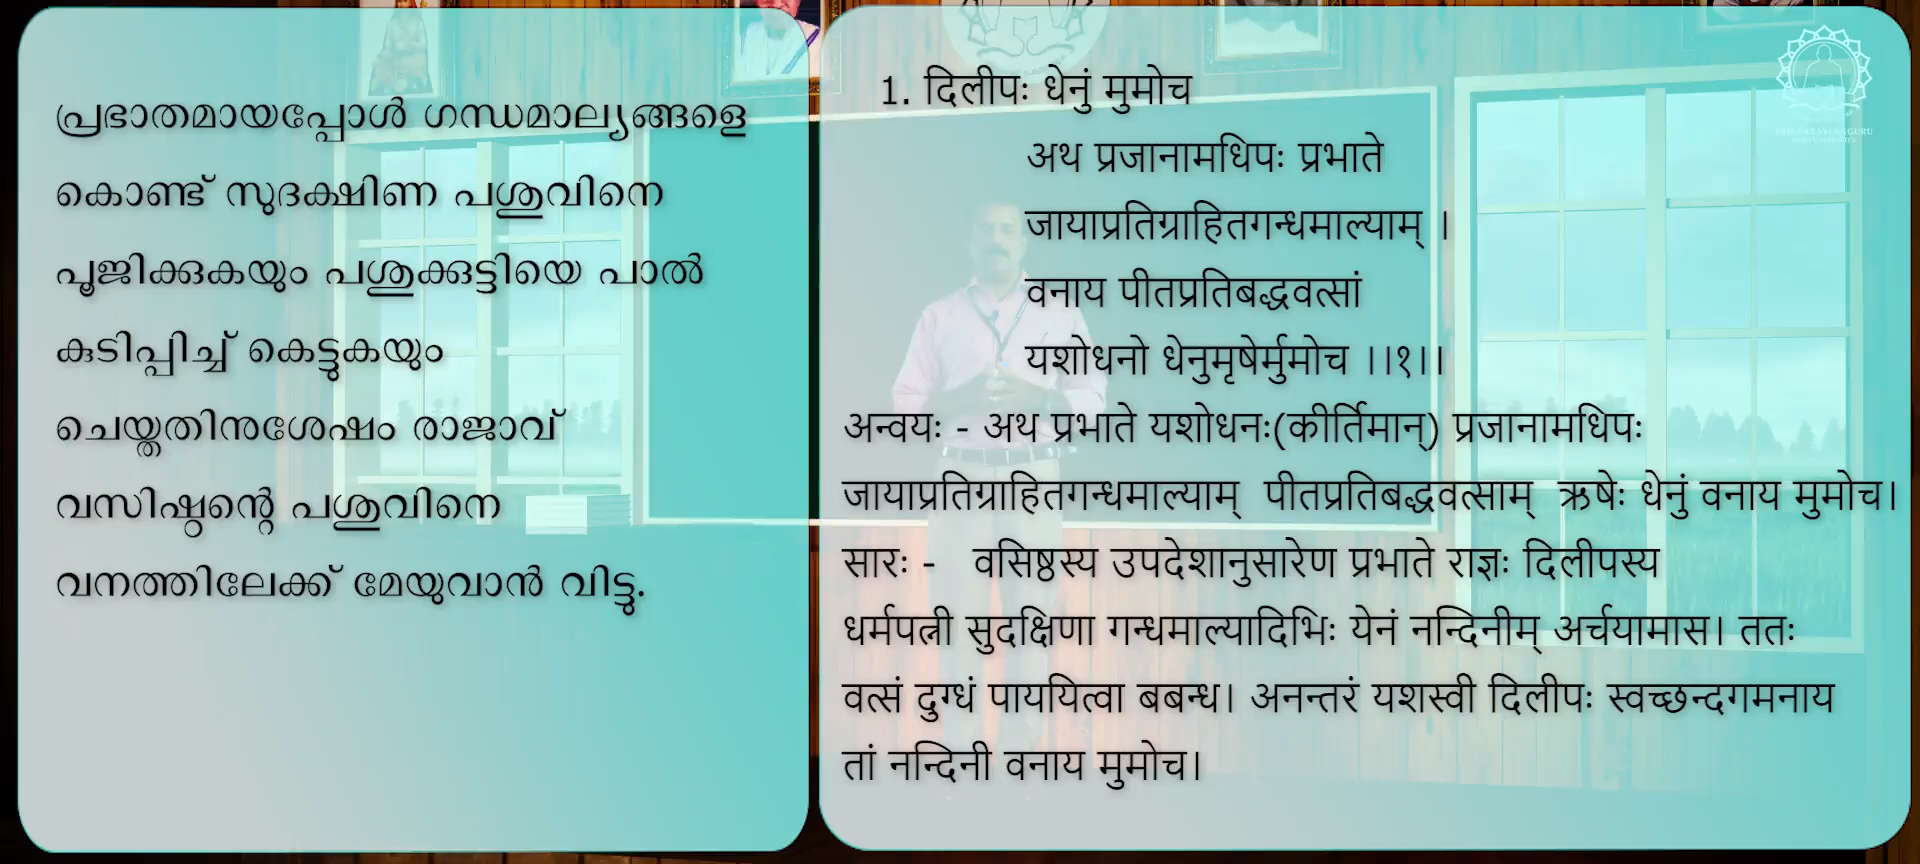 പ്രഭാതമായപ്പോൾ ഗന്ധമാല്യങ്ങളെ
കൊണ്ട് സുദക്ഷിണ പശുവിനെ
പൂജിക്കുകയും പശുക്കുട്ടിയെ പാൽ
കുടിപ്പിച്ച് കെട്ടുകയും
ചെയ്തതിനുശേഷം രാജാവ്
വസിഷ്ഠന്റെ പശുവിനെ
വനത്തിലേക്ക് മേയുവാൻ വിട്ടു.
1. दिलीपः धेनुं मुमोच
अथ प्रजानामधिपः प्रभाते
जायाप्रतिग्राहितगन्धमाल्याम् ।
वनाय पीतप्रतिबद्धवत्सां
यशोधनो धेनुमृषेर्मुमोच ।।१।।
अन्वयः - अथ प्रभाते यशोधनः(कीर्तिमान्) प्रजानामधिपः
जायाप्रतिग्राहितगन्धमाल्याम् पीतप्रतिबद्धवत्साम् ऋषेः धेनुं वनाय मुमोच।
सारः - वसिष्ठस्य उपदेशानुसारेण प्रभाते राज्ञः दिलीपस्य
धर्मपत्नी सुदक्षिणा गन्धमाल्यादिभिः येनं नन्दिनीम् अर्चयामास। ततः
वत्सं दुग्धं पाययित्वा बबन्ध। अनन्तरं यशस्वी दिलीपः स्वच्छन्दगमनाय
तां नन्दिनी वनाय मुमोच।